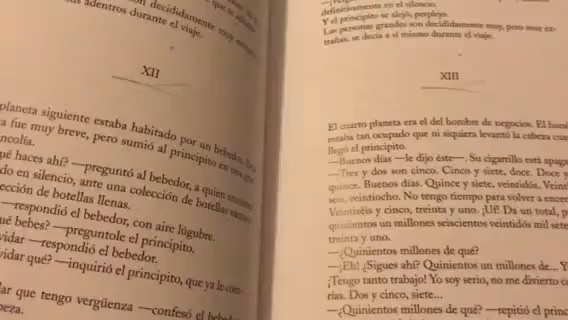 son decididamente muy
que se
adentros durante el viaje.
XII
planeta siguiente estaba habitado por un bebedor.
a fue muy breve, pero sumió al principito en una
ncolía.
ué haces ahí? —preguntó al bebedor, a quien
do en silencio, ante una colección de botellas
ección de botellas llenas.
—respondió el bebedor, con aire lúgubre.
ué bebes? —preguntole el principito.
vidar —respondió el bebedor.
vidar qué? —inquirió el principito, que ya le com-
ar que tengo vergüenza —confesó el bebedor
beza.
definitivamente en el silencio.
Y el principito se alejó, perplejo.
Las personas grandes son decididamente muy, pero muy ex-
trañas, se decía a sí mismo durante el viaje.
XIII
El cuarto planeta era el del hombre de negocios. El hom
estaba tan ocupado que ni siquiera levantó la cabeza cuan
llegó el principito.
—Buenos días —le dijo éste—. Su cigarrillo está apaga
—Tres y dos son cinco. Cinco y siete, doce. Doce y
quince. Buenos días. Quince y siete, veintidós. Veinti
seis, veintiocho. No tengo tiempo para volver a encen
Veintiséis y cinco, treinta y uno. ¡Uf! Da un total, p
quinientos un millones seiscientos veintidós mil sete
treinta y uno.
—¿Quinientos millones de qué?
—¡Eh! ¿Sigues ahí? Quinientos un millones de... Y
¡Tengo tanto trabajo! Yo soy serio, no me divierto co
rías. Dos y cinco, siete...
—¿Quinientos millones de qué? —repitió el princ